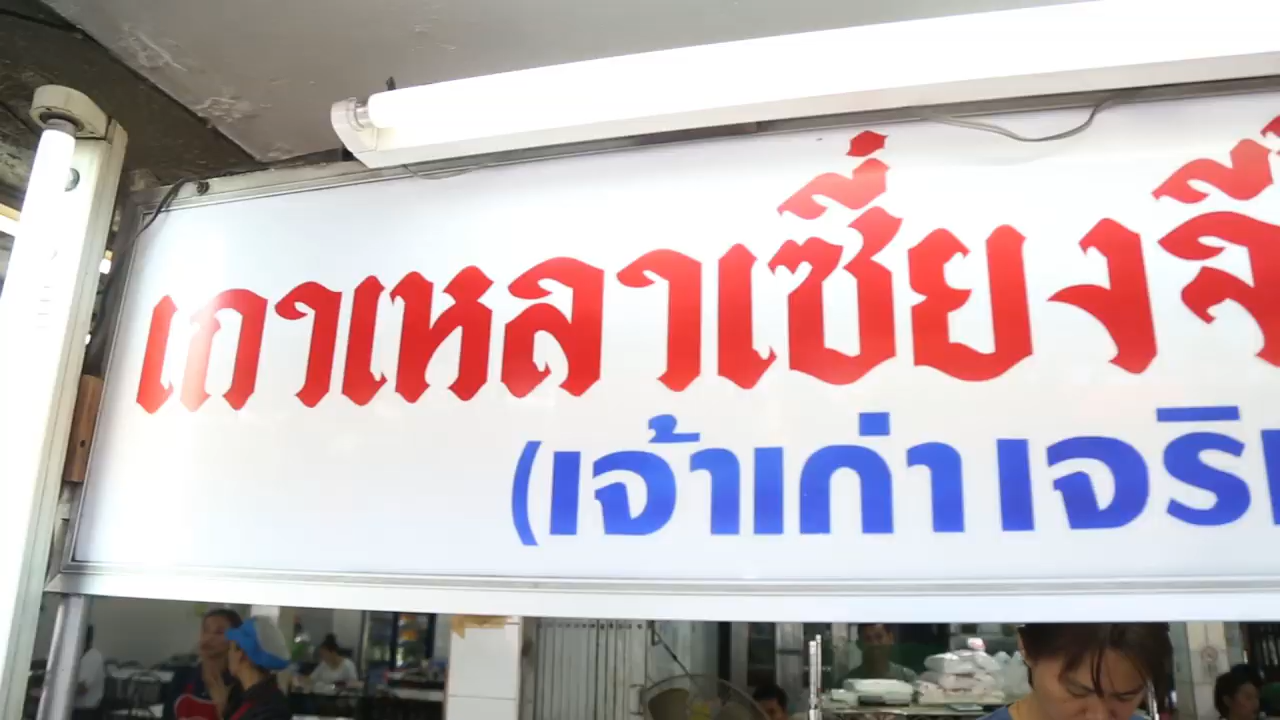 เกาเหลาเซี่ยงจี๊
(เจ้าเก่า เจริ